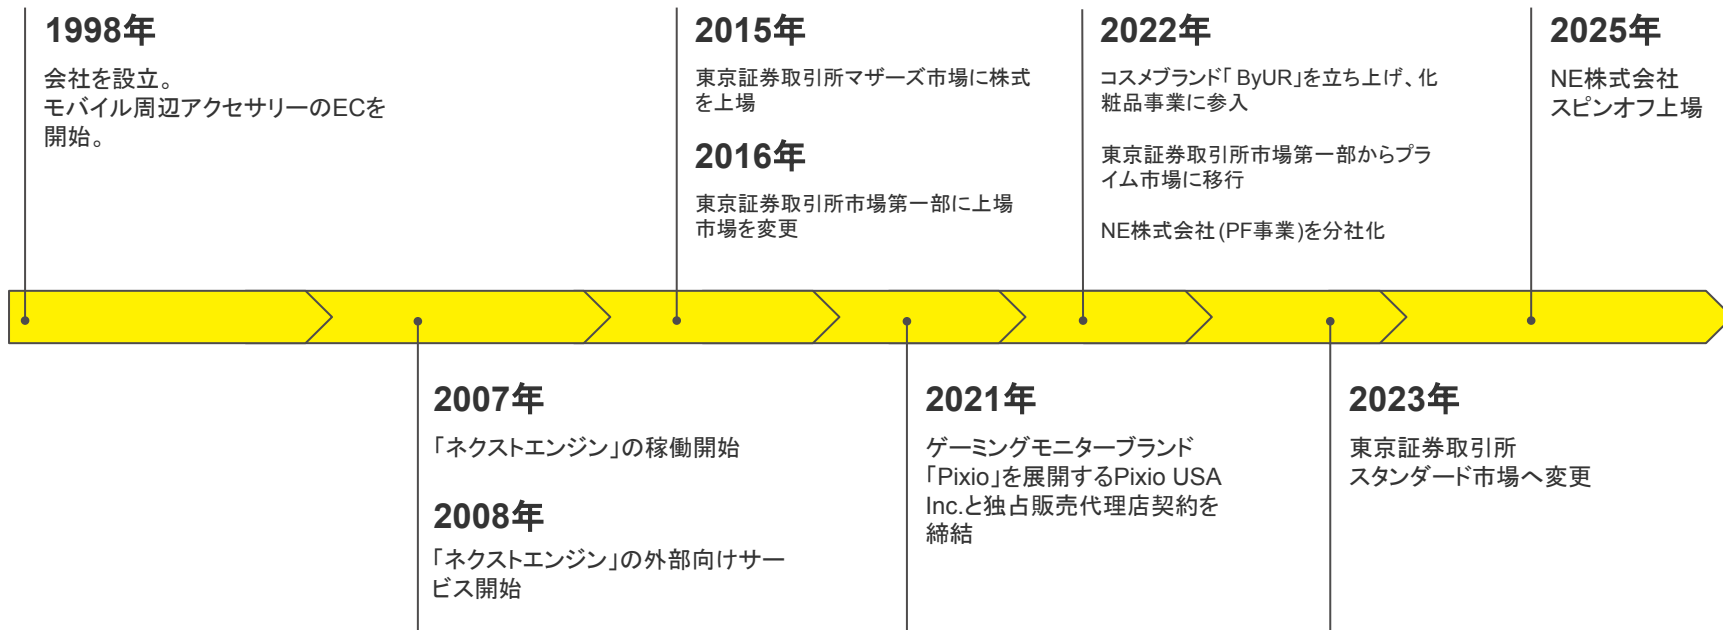 1998年
会社を設立。
モバイル周辺アクセサリーのECを
開始。
2015年
東京証券取引所マザーズ市場に株式
を上場
2016年
東京証券取引所市場第一部に上場
市場を変更
2022年
コスメブランド「ByUR」を立ち上げ、化
粧品事業に参入
東京証券取引所市場第一部からプラ
イム市場に移行
NE株式会社(PF事業)を分社化
2025年
NE株式会社
スピンオフ上場
2007年
「ネクストエンジン」の稼働開始
2008年
「ネクストエンジン」の外部向けサー
ビス開始
2021年
ゲーミングモニターブランド
「Pixio」を展開するPixio USA
Inc.と独占販売代理店契約を
締結
2023年
東京証券取引所
スタンダード市場へ変更